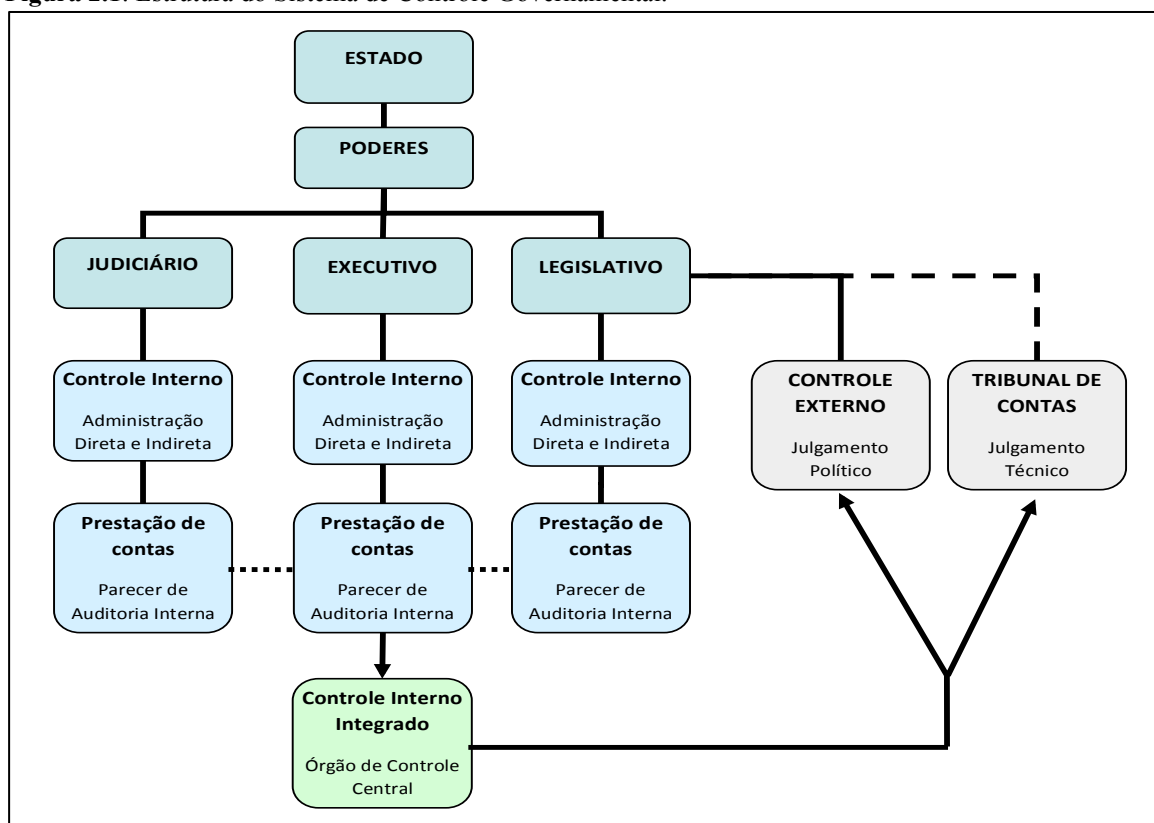 Figura 2.1. Estrutura do Sistema de Controle Governamental.
ESTADO
PODERES
JUDICIÁRIO
EXECUTIVO
LEGISLATIVO
Controle Interno
Administração
Direta e Indireta
Controle Interno
Administração
Direta e Indireta
Controle Interno
Administração
Direta e Indireta
CONTROLE
EXTERNO
Julgamento
Político
TRIBUNAL DE
CONTAS
Julgamento
Técnico
Prestação de
contas
Parecer de
Auditoria Interna
Prestação de
contas
Parecer de
Auditoria Interna
Prestação de
contas
Parecer de
Auditoria Interna
Controle Interno
Integrado
Órgão de Controle
Central